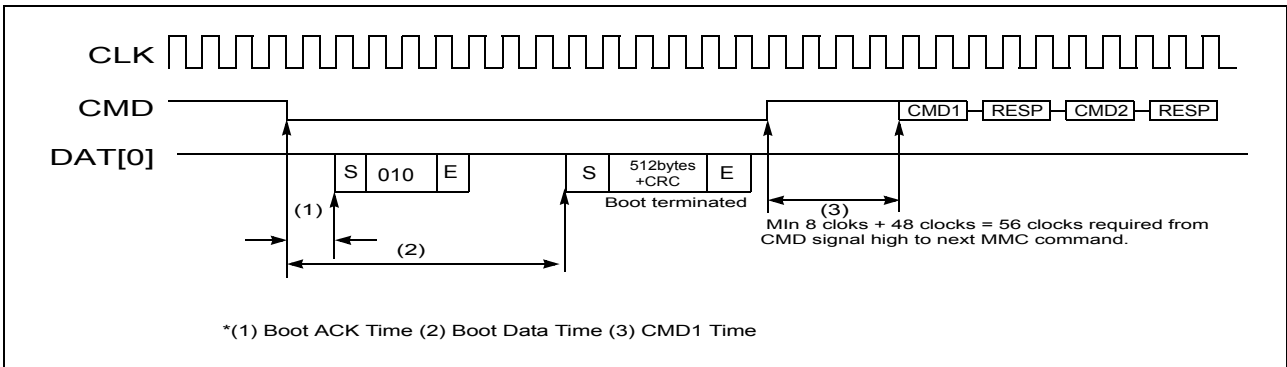 CLK
CMD
CMD1 RESP CMD2 RESP
DAT[0]
S 010 E
S 512bytes +CRC E
Boot terminated
(1)
(2)
(3)
MIn 8 cloks + 48 clocks = 56 clocks required from
CMD signal high to next MMC command.
*(1) Boot ACK Time (2) Boot Data Time (3) CMD1 Time